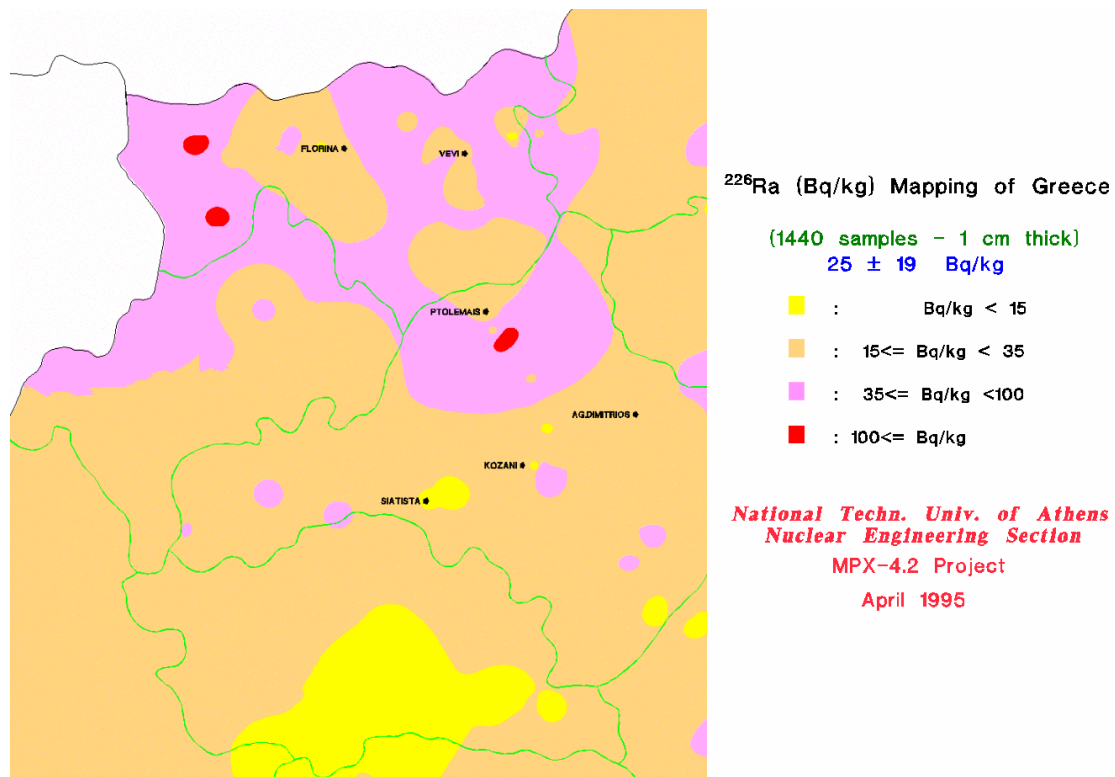 FLORINA
VEVI
PTOLEMAIS
AG.DIMITRIOS
KOZANI
SIATISTA
²²⁶Ra (Bq/kg) Mapping of Greece
(1440 samples - 1 cm thick)
25 ± 19 Bq/kg
: Bq/kg < 15
: 15<= Bq/kg < 35
: 35<= Bq/kg <100
: 100<= Bq/kg
National Techn. Univ. of Athens
Nuclear Engineering Section
MPX-4.2 Project
April 1995